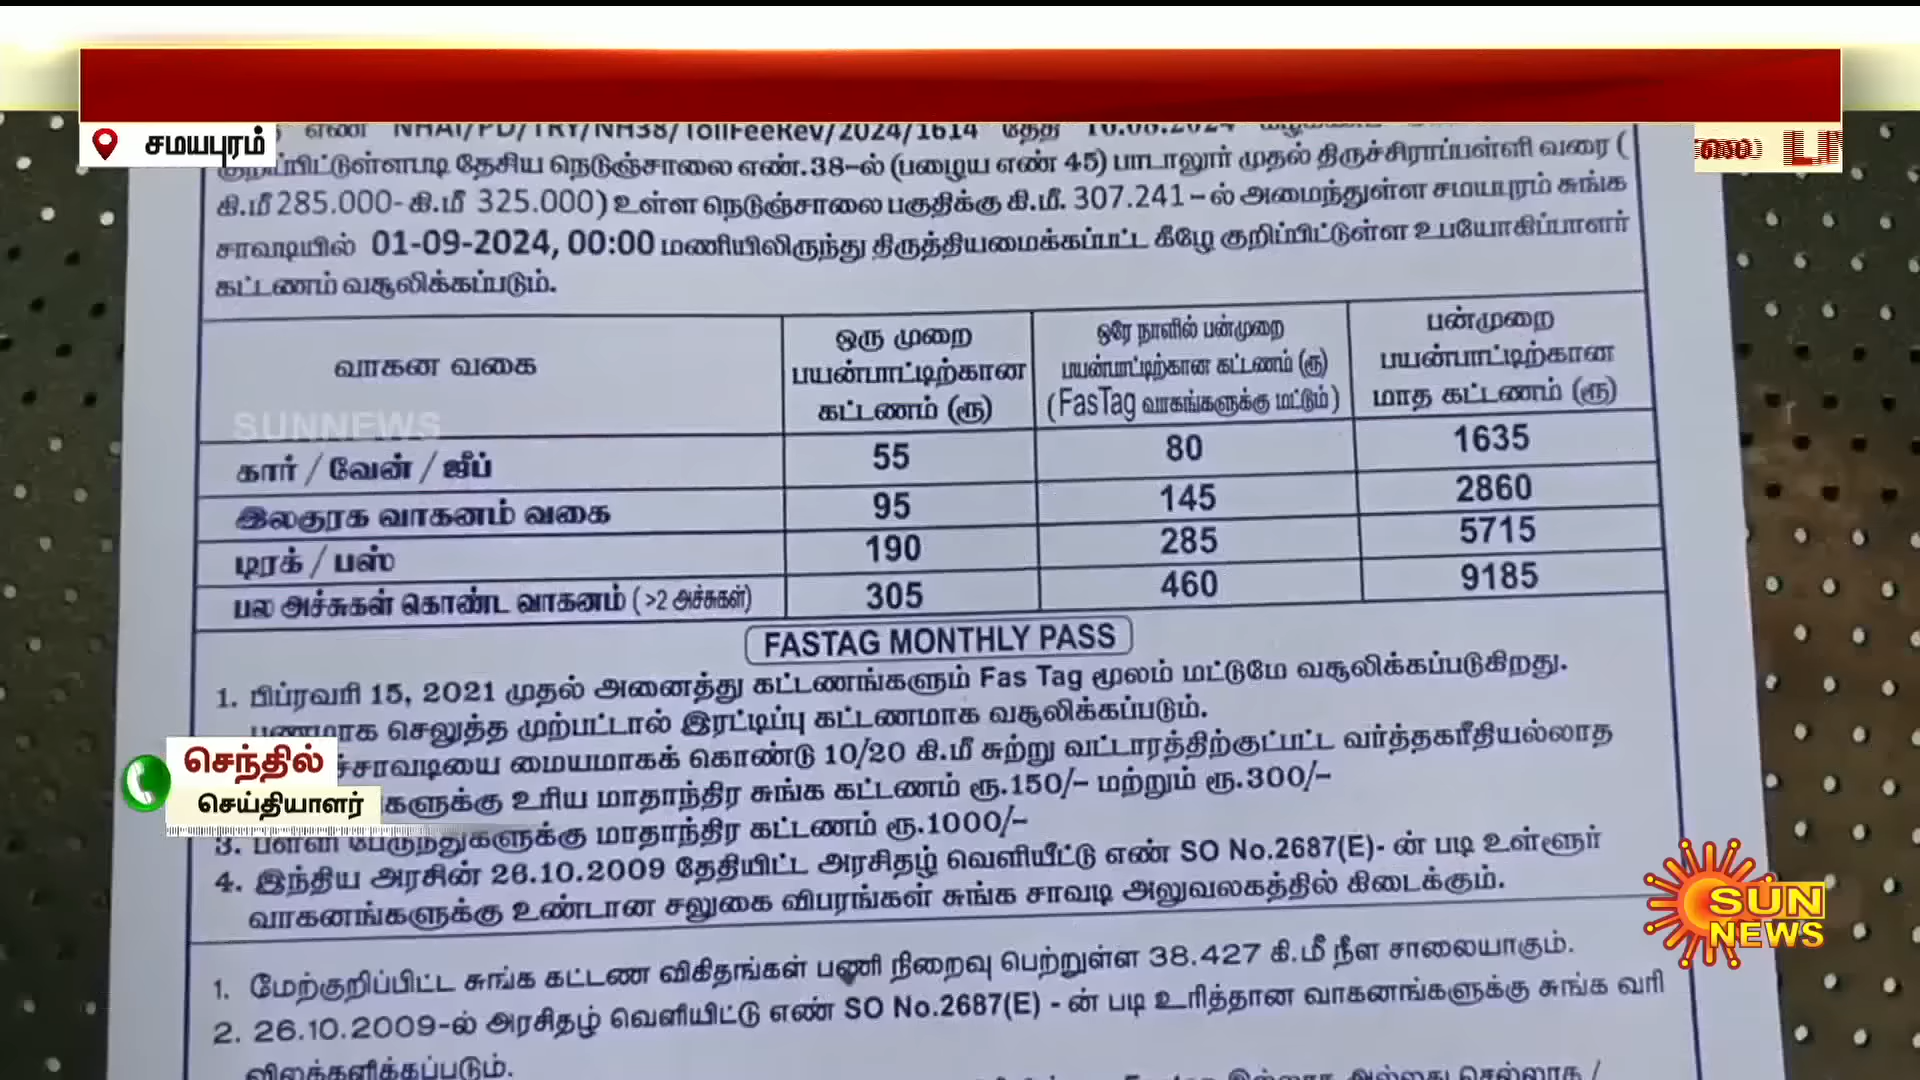 சமயபுரம்
எண் NHAI/PD/TRY/NH38/TollFeeRev/2024/1614
குறிப்பிட்டுள்ளபடி தேசிய நெடுஞ்சாலை எண்.38-ல் (பழைய எண் 45) பாடாலூர் முதல் திருச்சிராப்பள்ளி வரை (
கி.மீ 285.000- கி.மீ 325.000) உள்ள நெடுஞ்சாலை பகுதிக்கு கி.மீ. 307.241 – ல் அமைந்துள்ள சமயபுரம் சுங்க
சாவடியில் 01-09-2024, 00:00 மணியிலிருந்து திருத்தியமைக்கப்பட்ட கீழே குறிப்பிட்டுள்ள உபயோகிப்பாளர்
கட்டணம் வசூலிக்கப்படும்.
வாகன வகை
ஒரு முறை
பயன்பாட்டிற்கான
கட்டணம் (ரூ)
ஒரே நாளில் பன்முறை
பயன்பாட்டிற்கான கட்டணம் (ரூ)
( FasTag வாகங்களுக்கு மட்டும் )
பன்முறை
பயன்பாட்டிற்கான
மாத கட்டணம் (ரூ)
SUNNEWS
கார் / வேன் / ஜீப் 55 80 1635
இலகுரக வாகனம் வகை 95 145 2860
டிரக் / பஸ் 190 285 5715
பல அச்சுகள் கொண்ட வாகனம் ( >2 அச்சுகள்) 305 460 9185
FASTAG MONTHLY PASS
1. பிப்ரவரி 15, 2021 முதல் அனைத்து கட்டணங்களும் Fas Tag மூலம் மட்டுமே வசூலிக்கப்படுகிறது.
பணமாக செலுத்த முற்பட்டால் இரட்டிப்பு கட்டணமாக வசூலிக்கப்படும்.
ச்சாவடியை மையமாகக் கொண்டு 10/20 கி.மீ சுற்று வட்டாரத்திற்குட்பட்ட வர்த்தகரீதியல்லாத
களுக்கு உரிய மாதாந்திர சுங்க கட்டணம் ரூ.150/– மற்றும் ரூ.300/–
3. பள்ளி பேருந்துகளுக்கு மாதாந்திர கட்டணம் ரூ.1000/–
4. இந்திய அரசின் 26.10.2009 தேதியிட்ட அரசிதழ் வெளியீட்டு எண் SO No.2687(E)- ன் படி உள்ளூர்
வாகனங்களுக்கு உண்டான சலுகை விபரங்கள் சுங்க சாவடி அலுவலகத்தில் கிடைக்கும்.
செந்தில்
செய்தியாளர்
SUN
NEWS
1. மேற்குறிப்பிட்ட சுங்க கட்டண விகிதங்கள் பணி நிறைவு பெற்றுள்ள 38.427 கி.மீ நீள சாலையாகும்.
2. 26.10.2009-ல் அரசிதழ் வெளியிட்டு எண் SO No.2687(E) - ன் படி உரித்தான வாகனங்களுக்கு சுங்க வரி
விலக்களிக்கப்படும்.